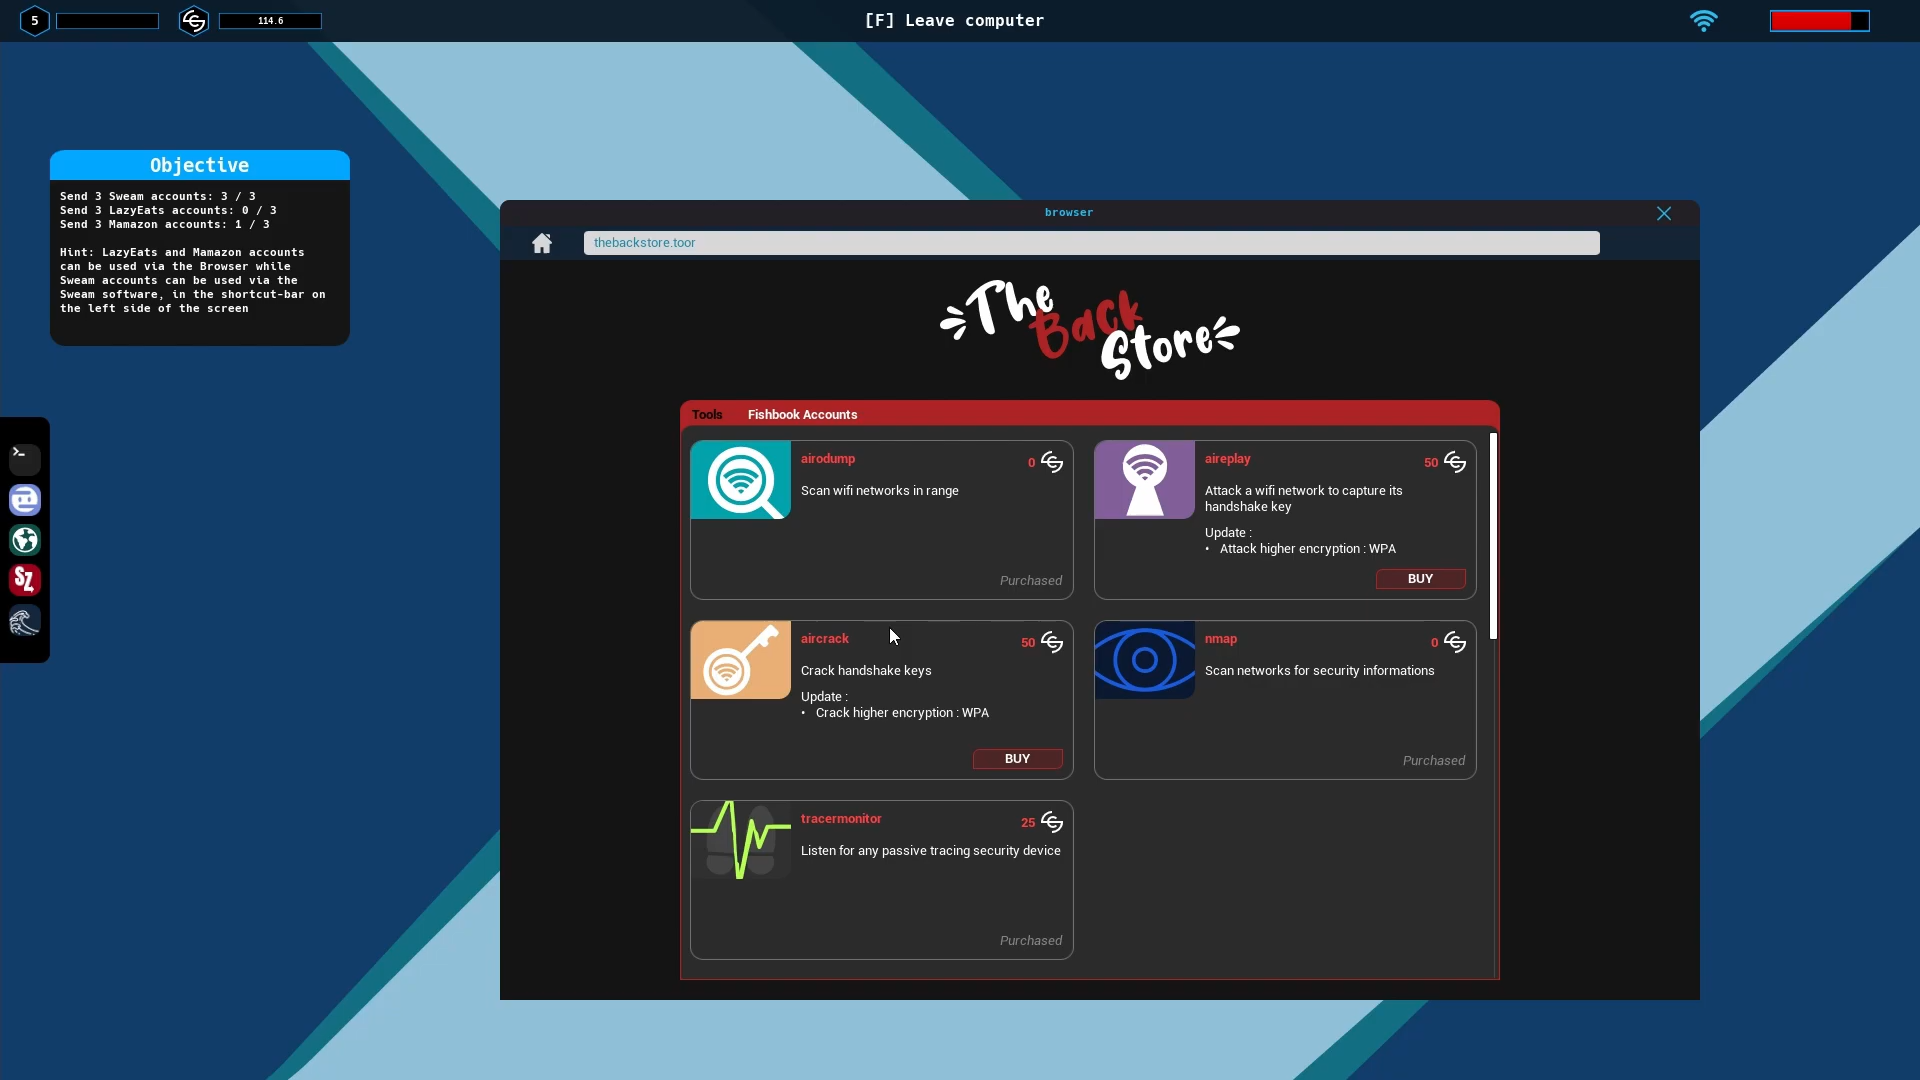 5
114.6
[F] Leave computer
Objective
Send 3 Sweam accounts: 3 / 3
Send 3 LazyEats accounts: 0 / 3
Send 3 Mamazon accounts: 1 / 3
Hint: LazyEats and Mamazon accounts
can be used via the Browser while
Sweam accounts can be used via the
Sweam software, in the shortcut-bar on
the left side of the screen
browser
thebackstore.toor
The
Back
Store
Tools
Fishbook Accounts
airodump
0
Scan wifi networks in range
Purchased
aireplay
50
Attack a wifi network to capture its
handshake key
Update :
• Attack higher encryption : WPA
BUY
aircrack
50
Crack handshake keys
Update :
• Crack higher encryption : WPA
BUY
nmap
0
Scan networks for security informations
Purchased
tracermonitor
25
Listen for any passive tracing security device
Purchased
>_
SZ